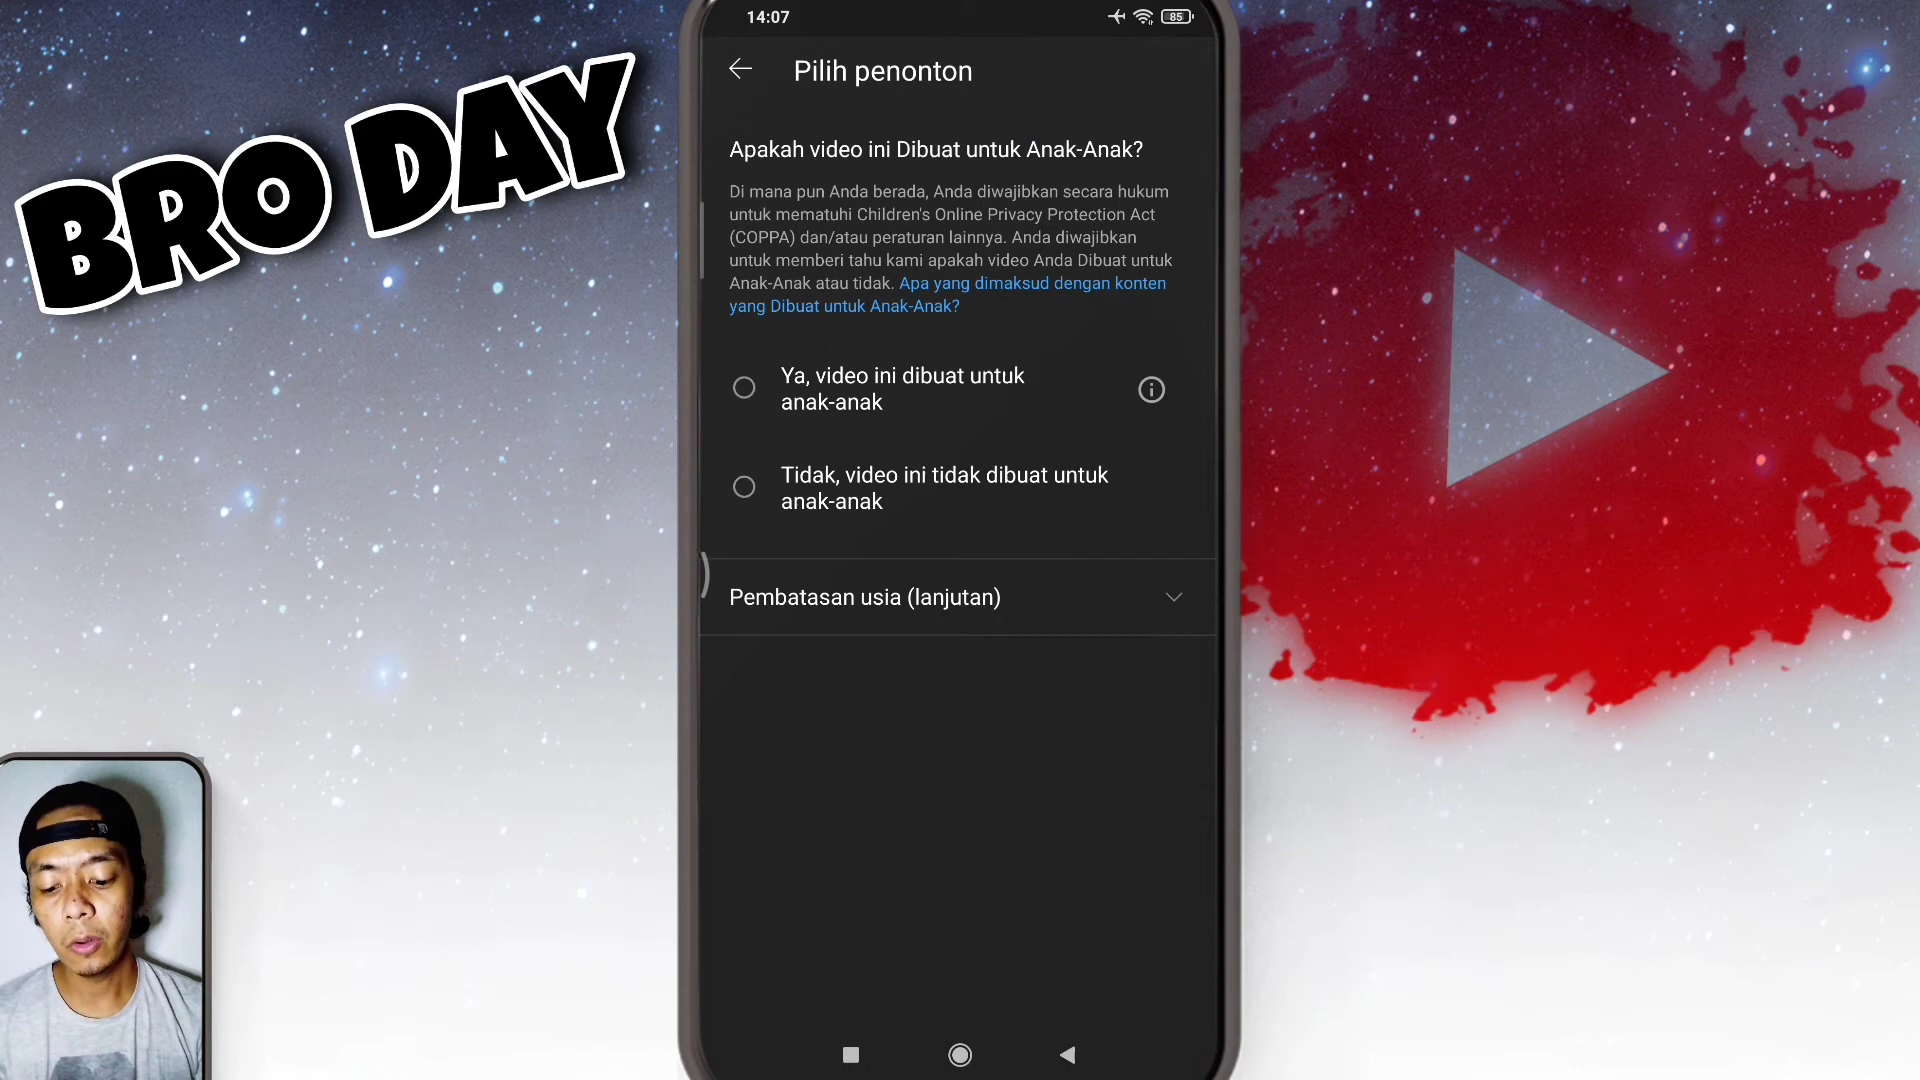 BRO DAY
14:07
85
Pilih penonton
Apakah video ini Dibuat untuk Anak-Anak?
Di mana pun Anda berada, Anda diwajibkan secara hukum
untuk mematuhi Children's Online Privacy Protection Act
(COPPA) dan/atau peraturan lainnya. Anda diwajibkan
untuk memberi tahu kami apakah video Anda Dibuat untuk
Anak-Anak atau tidak. Apa yang dimaksud dengan konten
yang Dibuat untuk Anak-Anak?
Ya, video ini dibuat untuk
anak-anak
Tidak, video ini tidak dibuat untuk
anak-anak
Pembatasan usia (lanjutan)